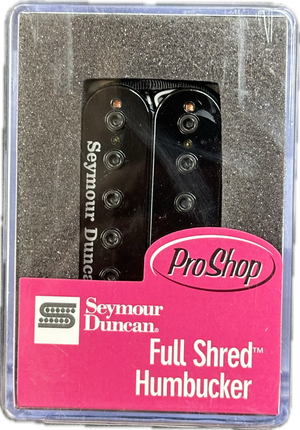 Seymour Duncan
ProShop
Seymour
Duncan®
Full Shred™
Humbucker